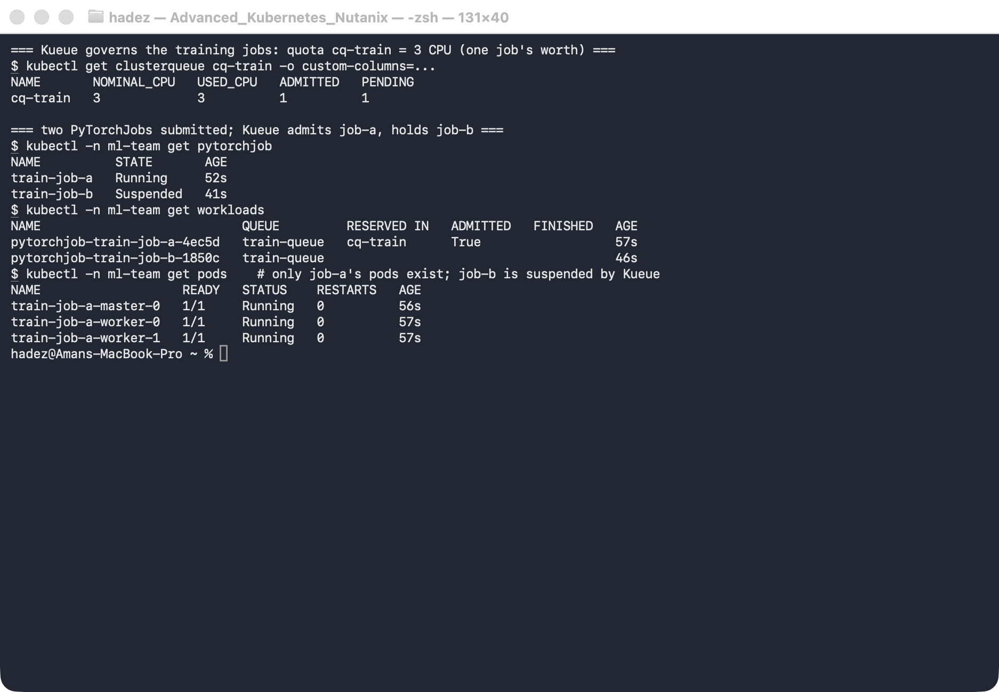 hadez — Advanced_Kubernetes_Nutanix — -zsh — 131×40
=== Kueue governs the training jobs: quota cq-train = 3 CPU (one job's worth) ===
$ kubectl get clusterqueue cq-train -o custom-columns=...
NAME       NOMINAL_CPU   USED_CPU   ADMITTED   PENDING
cq-train   3             3          1          1
=== two PyTorchJobs submitted; Kueue admits job-a, holds job-b ===
$ kubectl -n ml-team get pytorchjob
NAME          STATE       AGE
train-job-a   Running     52s
train-job-b   Suspended   41s
$ kubectl -n ml-team get workloads
NAME                           QUEUE         RESERVED IN   ADMITTED   FINISHED   AGE
pytorchjob-train-job-a-4ec5d   train-queue   cq-train      True                  57s
pytorchjob-train-job-b-1850c   train-queue                                       46s
$ kubectl -n ml-team get pods    # only job-a's pods exist; job-b is suspended by Kueue
NAME                   READY   STATUS    RESTARTS   AGE
train-job-a-master-0   1/1     Running   0          56s
train-job-a-worker-0   1/1     Running   0          57s
train-job-a-worker-1   1/1     Running   0          57s
hadez@Amans-MacBook-Pro ~ %